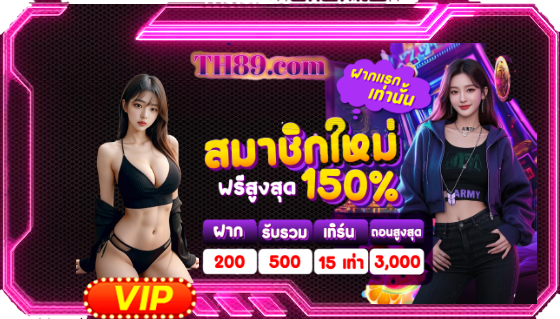 TH89.com
ฝากแรก
เท่านั้น
สมาชิกใหม่
ฟรีสูงสุด 150%
ฝาก รับรวม เทิร์น ถอนสูงสุด
200 500 15 เท่า 3,000
ARMY
VIP